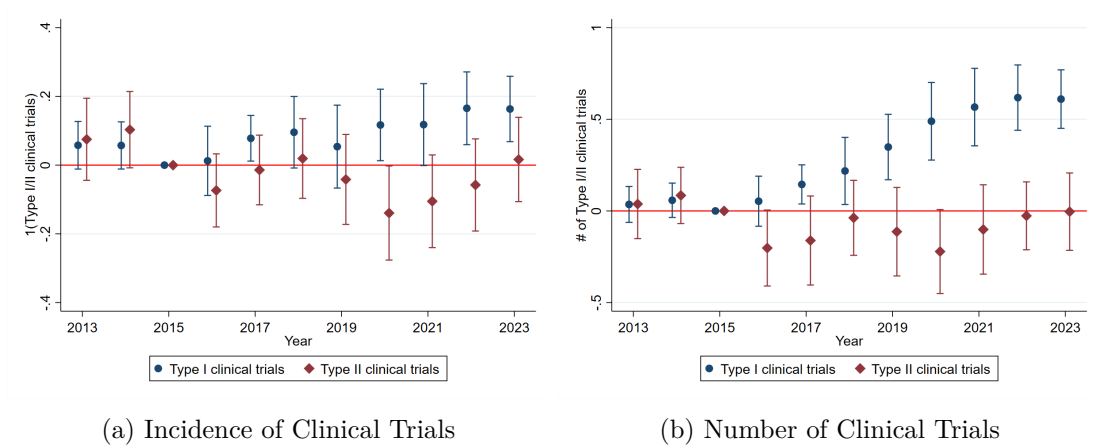 1(Type I/II clinical trials)
.4
.2
0
-.2
-.4
2013 2015 2017 2019 2021 2023
Year
Type I clinical trials Type II clinical trials
(a) Incidence of Clinical Trials
# of Type I/II clinical trials
1
.5
0
-.5
2013 2015 2017 2019 2021 2023
Year
Type I clinical trials Type II clinical trials
(b) Number of Clinical Trials